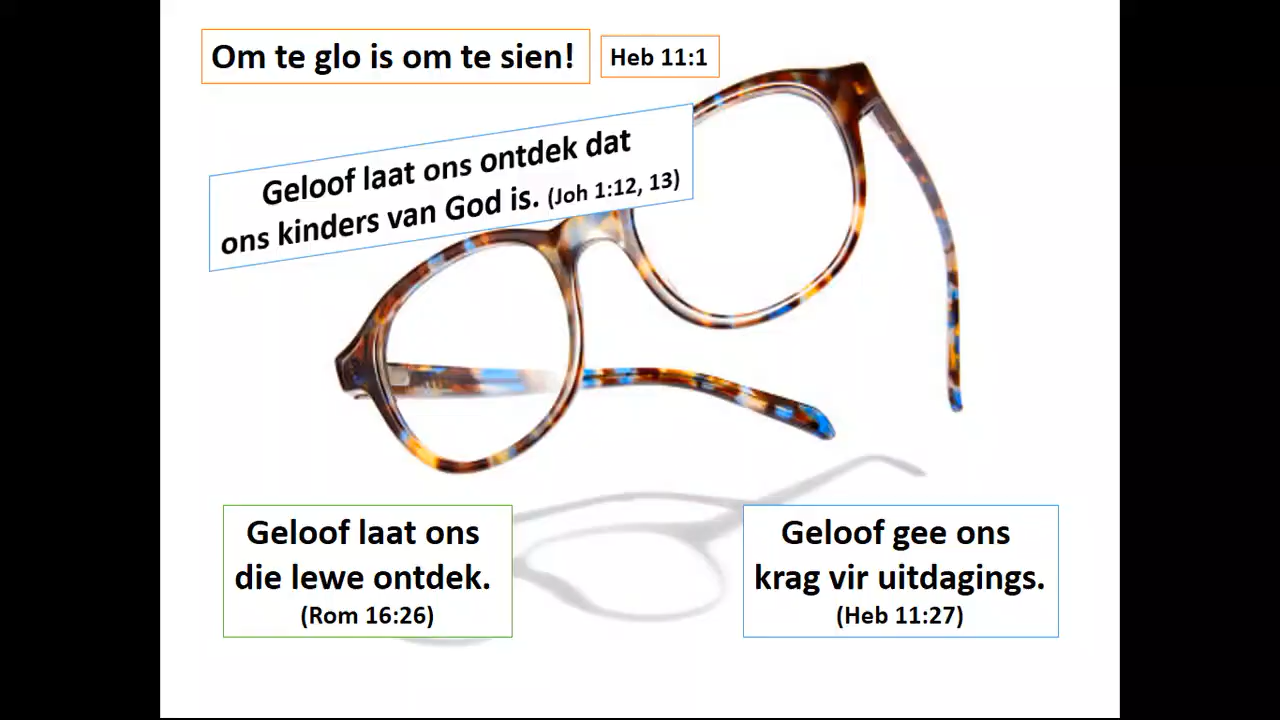 Om te glo is om te sien!
Heb 11:1
Geloof laat ons ontdek dat
ons kinders van God is. (Joh 1:12, 13)
Geloof laat ons
die lewe ontdek.
(Rom 16:26)
Geloof gee ons
krag vir uitdagings.
(Heb 11:27)